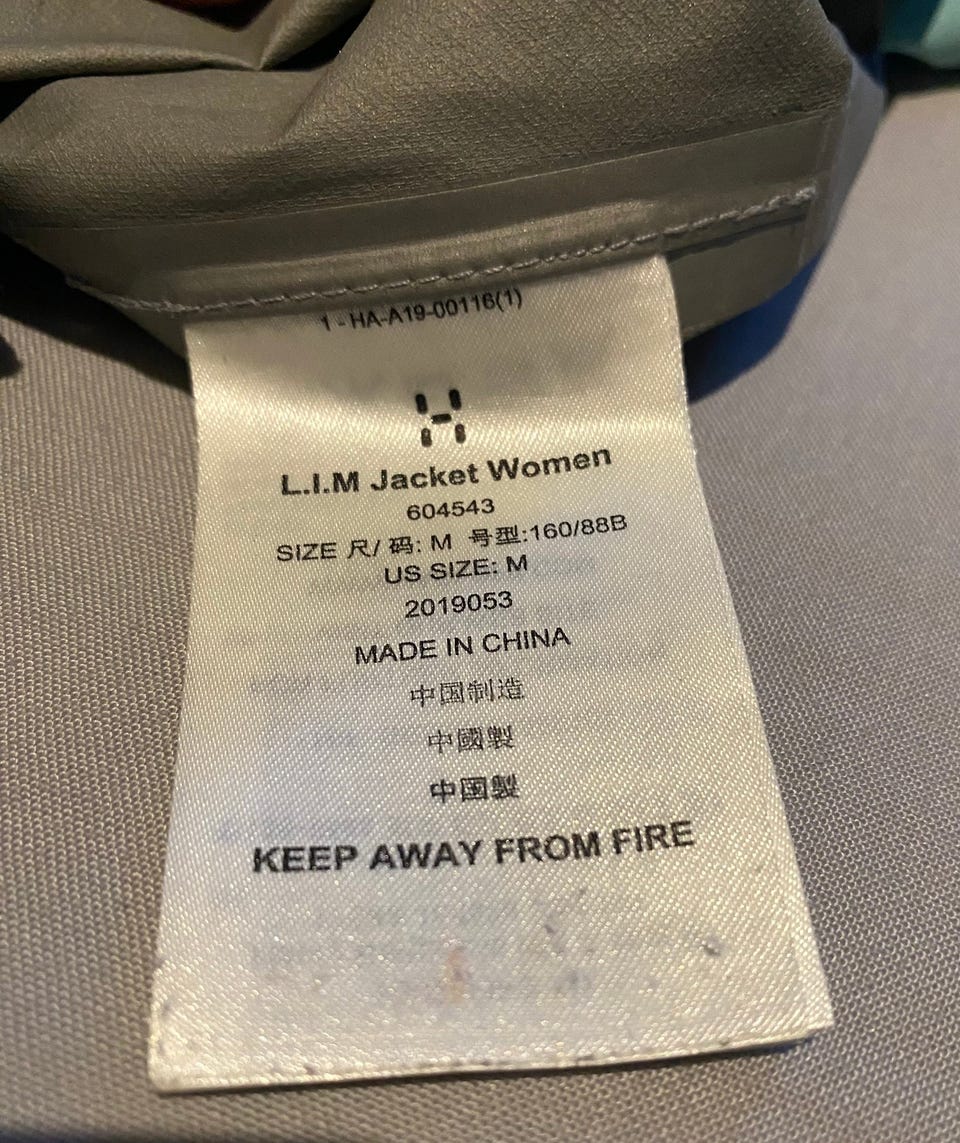 1 - HA-A19-00116(1)
L.I.M Jacket Women
604543
SIZE 尺/ 码: M 号型:160/88B
US SIZE: M
2019053
MADE IN CHINA
中国制造
中國製
中国製
KEEP AWAY FROM FIRE